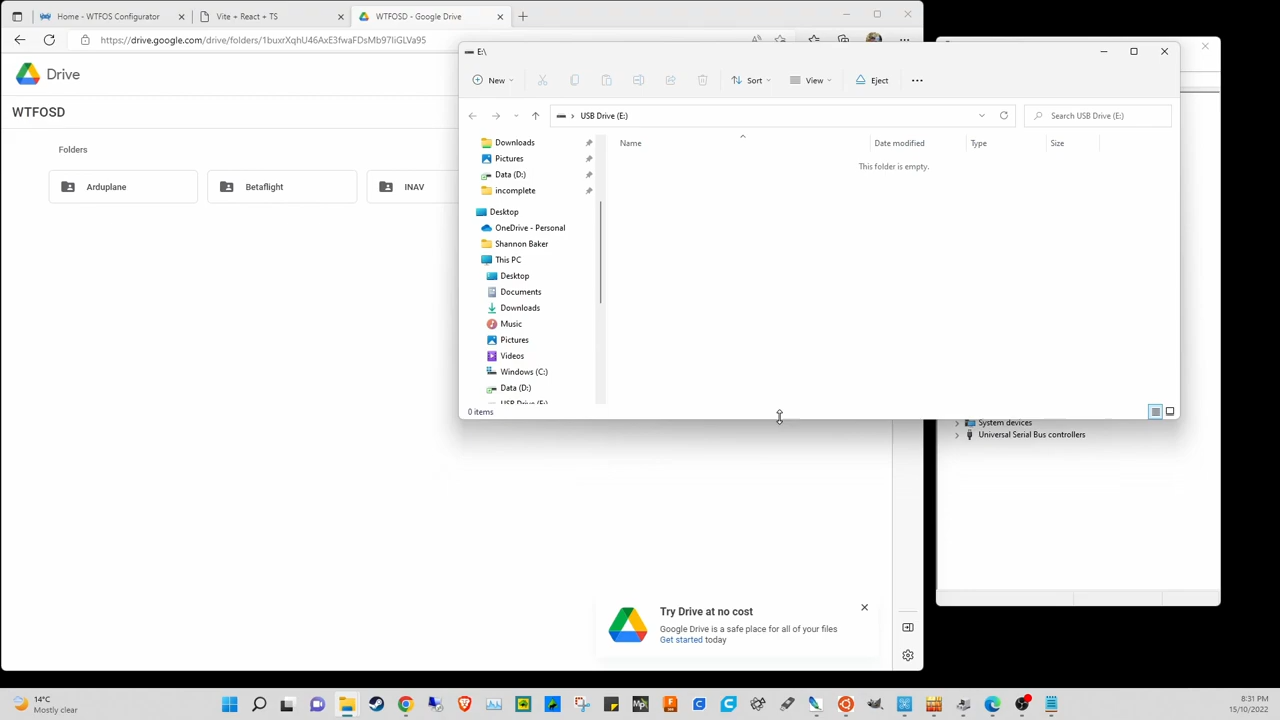 Home - WTFOS Configurator
Vite + React + TS
WTFOSD - Google Drive
https://drive.google.com/drive/folders/1buxrXqhU46AxE3fwaFDsMb97IiGLVa95
Drive
WTFOSD
Folders
Arduplane
Betaflight
INAV
E:\
New
Sort
View
Eject
USB Drive (E:)
Search USB Drive (E:)
Downloads
Pictures
Data (D:)
incomplete
Desktop
OneDrive - Personal
Shannon Baker
This PC
Desktop
Documents
Downloads
Music
Pictures
Videos
Windows (C:)
Data (D:)
USB Drive (E:)
Name
Date modified
Type
Size
This folder is empty.
0 items
System devices
Universal Serial Bus controllers
Try Drive at no cost
Google Drive is a safe place for all of your files
Get started today
14°C
Mostly clear
8:31 PM
15/10/2022